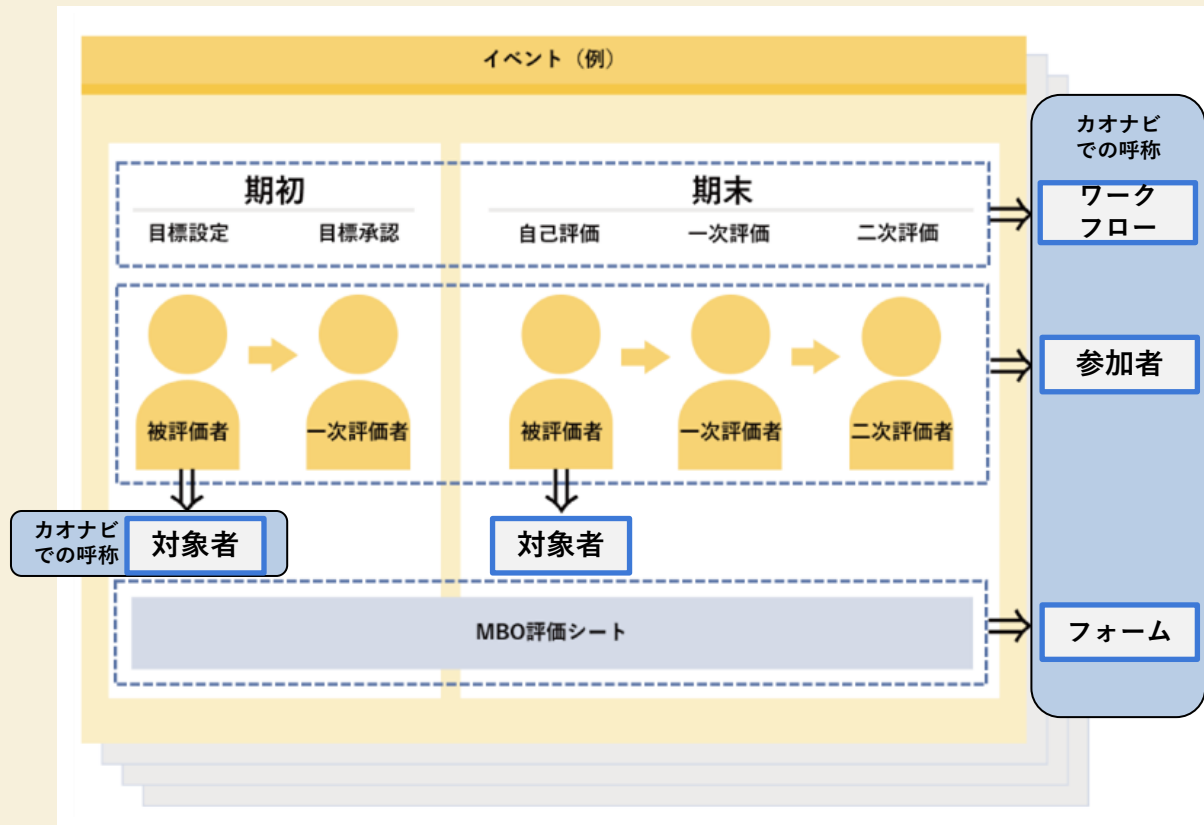 イベント（例）
カオナビ
での呼称
期初
期末
ワーク
フロー
目標設定
目標承認
自己評価
一次評価
二次評価
参加者
被評価者
一次評価者
被評価者
一次評価者
二次評価者
カオナビ
での呼称
対象者
対象者
MBO評価シート
フォーム